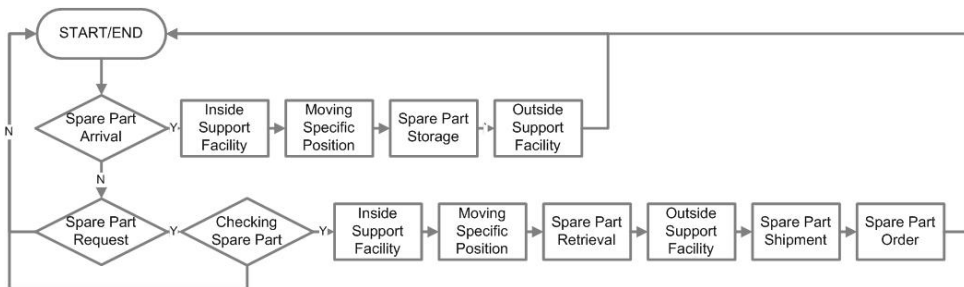 START/END
Spare Part
Arrival
Y
Inside
Support
Facility
Moving
Specific
Position
Spare Part
Storage
Outside
Support
Facility
N
N
Spare Part
Request
Y
Checking
Spare Part
Y
Inside
Support
Facility
Moving
Specific
Position
Spare Part
Retrieval
Outside
Support
Facility
Spare Part
Shipment
Spare Part
Order